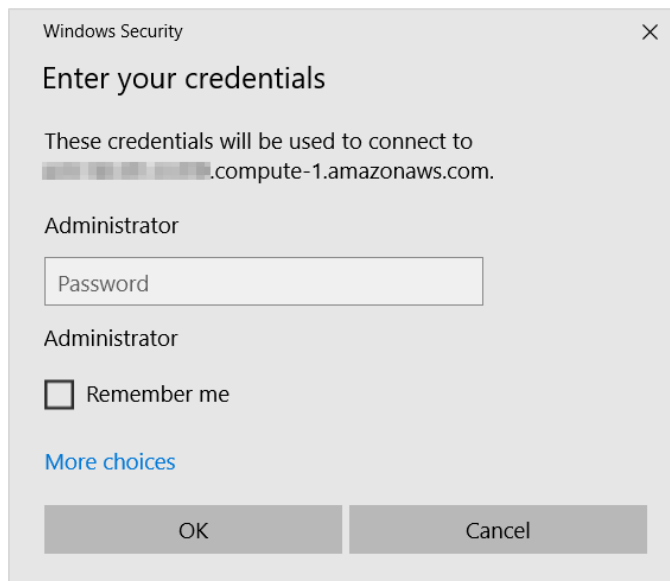 Windows Security
Enter your credentials
These credentials will be used to connect to
.compute-1.amazonaws.com.
Administrator
Password
Administrator
Remember me
More choices
OK
Cancel